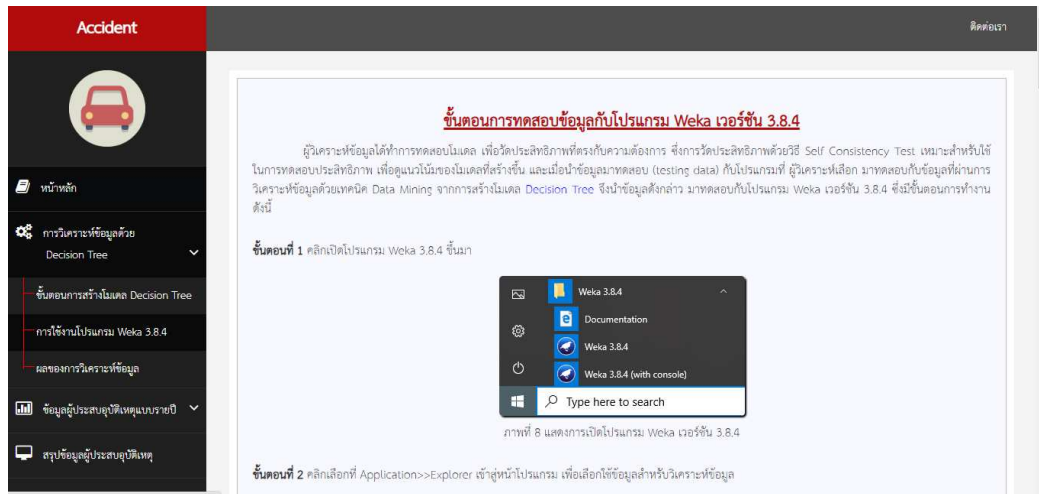 Accident
ติดต่อเรา
หน้าหลัก
การวิเคราะห์ข้อมูลด้วย
Decision Tree
ขั้นตอนการสร้างโมเดล Decision Tree
การใช้งานโปรแกรม Weka 3.8.4
ผลของการวิเคราะห์ข้อมูล
ข้อมูลผู้ประสบอุบัติเหตุแบบรายปี
สรุปข้อมูลผู้ประสบอุบัติเหตุ
ขั้นตอนการทดสอบข้อมูลกับโปรแกรม Weka เวอร์ชัน 3.8.4
ผู้วิเคราะห์ข้อมูลได้ทำการทดสอบโมเดล เพื่อวัดประสิทธิภาพที่ตรงกับความต้องการ ซึ่งการวัดประสิทธิภาพด้วยวิธี Self Consistency Test เหมาะสำหรับใช้
ในการทดสอบประสิทธิภาพ เพื่อดูแนวโน้มของโมเดลที่สร้างขึ้น และเมื่อนำข้อมูลมาทดสอบ (testing data) กับโปรแกรมที่ ผู้วิเคราะห์เลือก มาทดสอบกับข้อมูลที่ผ่านการ
วิเคราะห์ข้อมูลด้วยเทคนิค Data Mining จากการสร้างโมเดล Decision Tree จึงนำข้อมูลดังกล่าว มาทดสอบกับโปรแกรม Weka เวอร์ชัน 3.8.4 ซึ่งมีขั้นตอนการทำงาน
ดังนี้
ขั้นตอนที่ 1 คลิกเปิดโปรแกรม Weka 3.8.4 ขึ้นมา
Weka 3.8.4
Documentation
Weka 3.8.4
Weka 3.8.4 (with console)
Type here to search
ภาพที่ 8 แสดงการเปิดโปรแกรม Weka เวอร์ชัน 3.8.4
ขั้นตอนที่ 2 คลิกเลือกที่ Application>>Explorer เข้าสู่หน้าโปรแกรม เพื่อเลือกใช้ข้อมูลสำหรับวิเคราะห์ข้อมูล